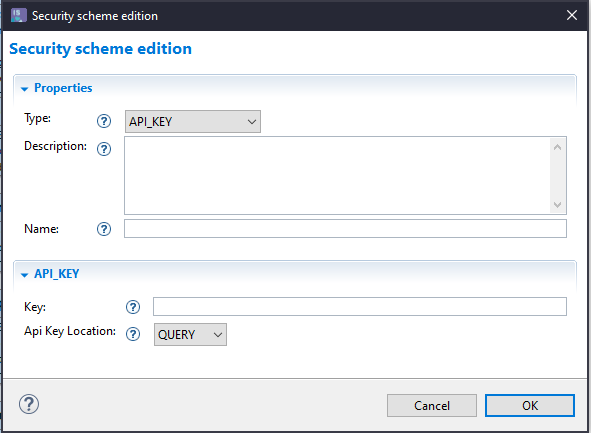 Security scheme edition
Security scheme edition
Properties
Type: ? API_KEY
Description: ?
Name: ?
API_KEY
Key: ?
Api Key Location: ? QUERY
? Cancel OK